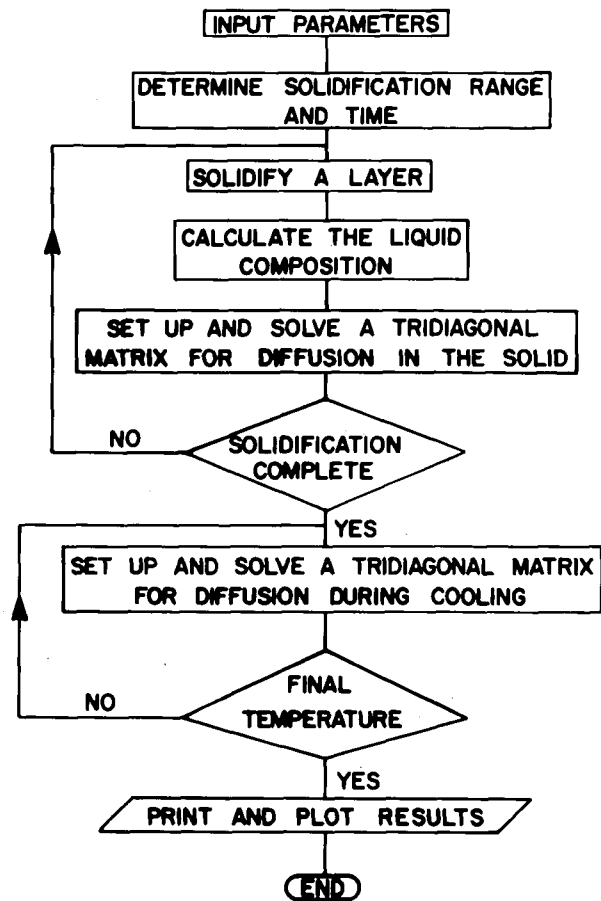 INPUT PARAMETERS
DETERMINE SOLIDIFICATION RANGE
AND TIME
SOLIDIFY A LAYER
CALCULATE THE LIQUID
COMPOSITION
SET UP AND SOLVE A TRIDIAGONAL
MATRIX FOR DIFFUSION IN THE SOLID
NO
SOLIDIFICATION
COMPLETE
YES
SET UP AND SOLVE A TRIDIAGONAL MATRIX
FOR DIFFUSION DURING COOLING
NO
FINAL
TEMPERATURE
YES
PRINT AND PLOT RESULTS
END